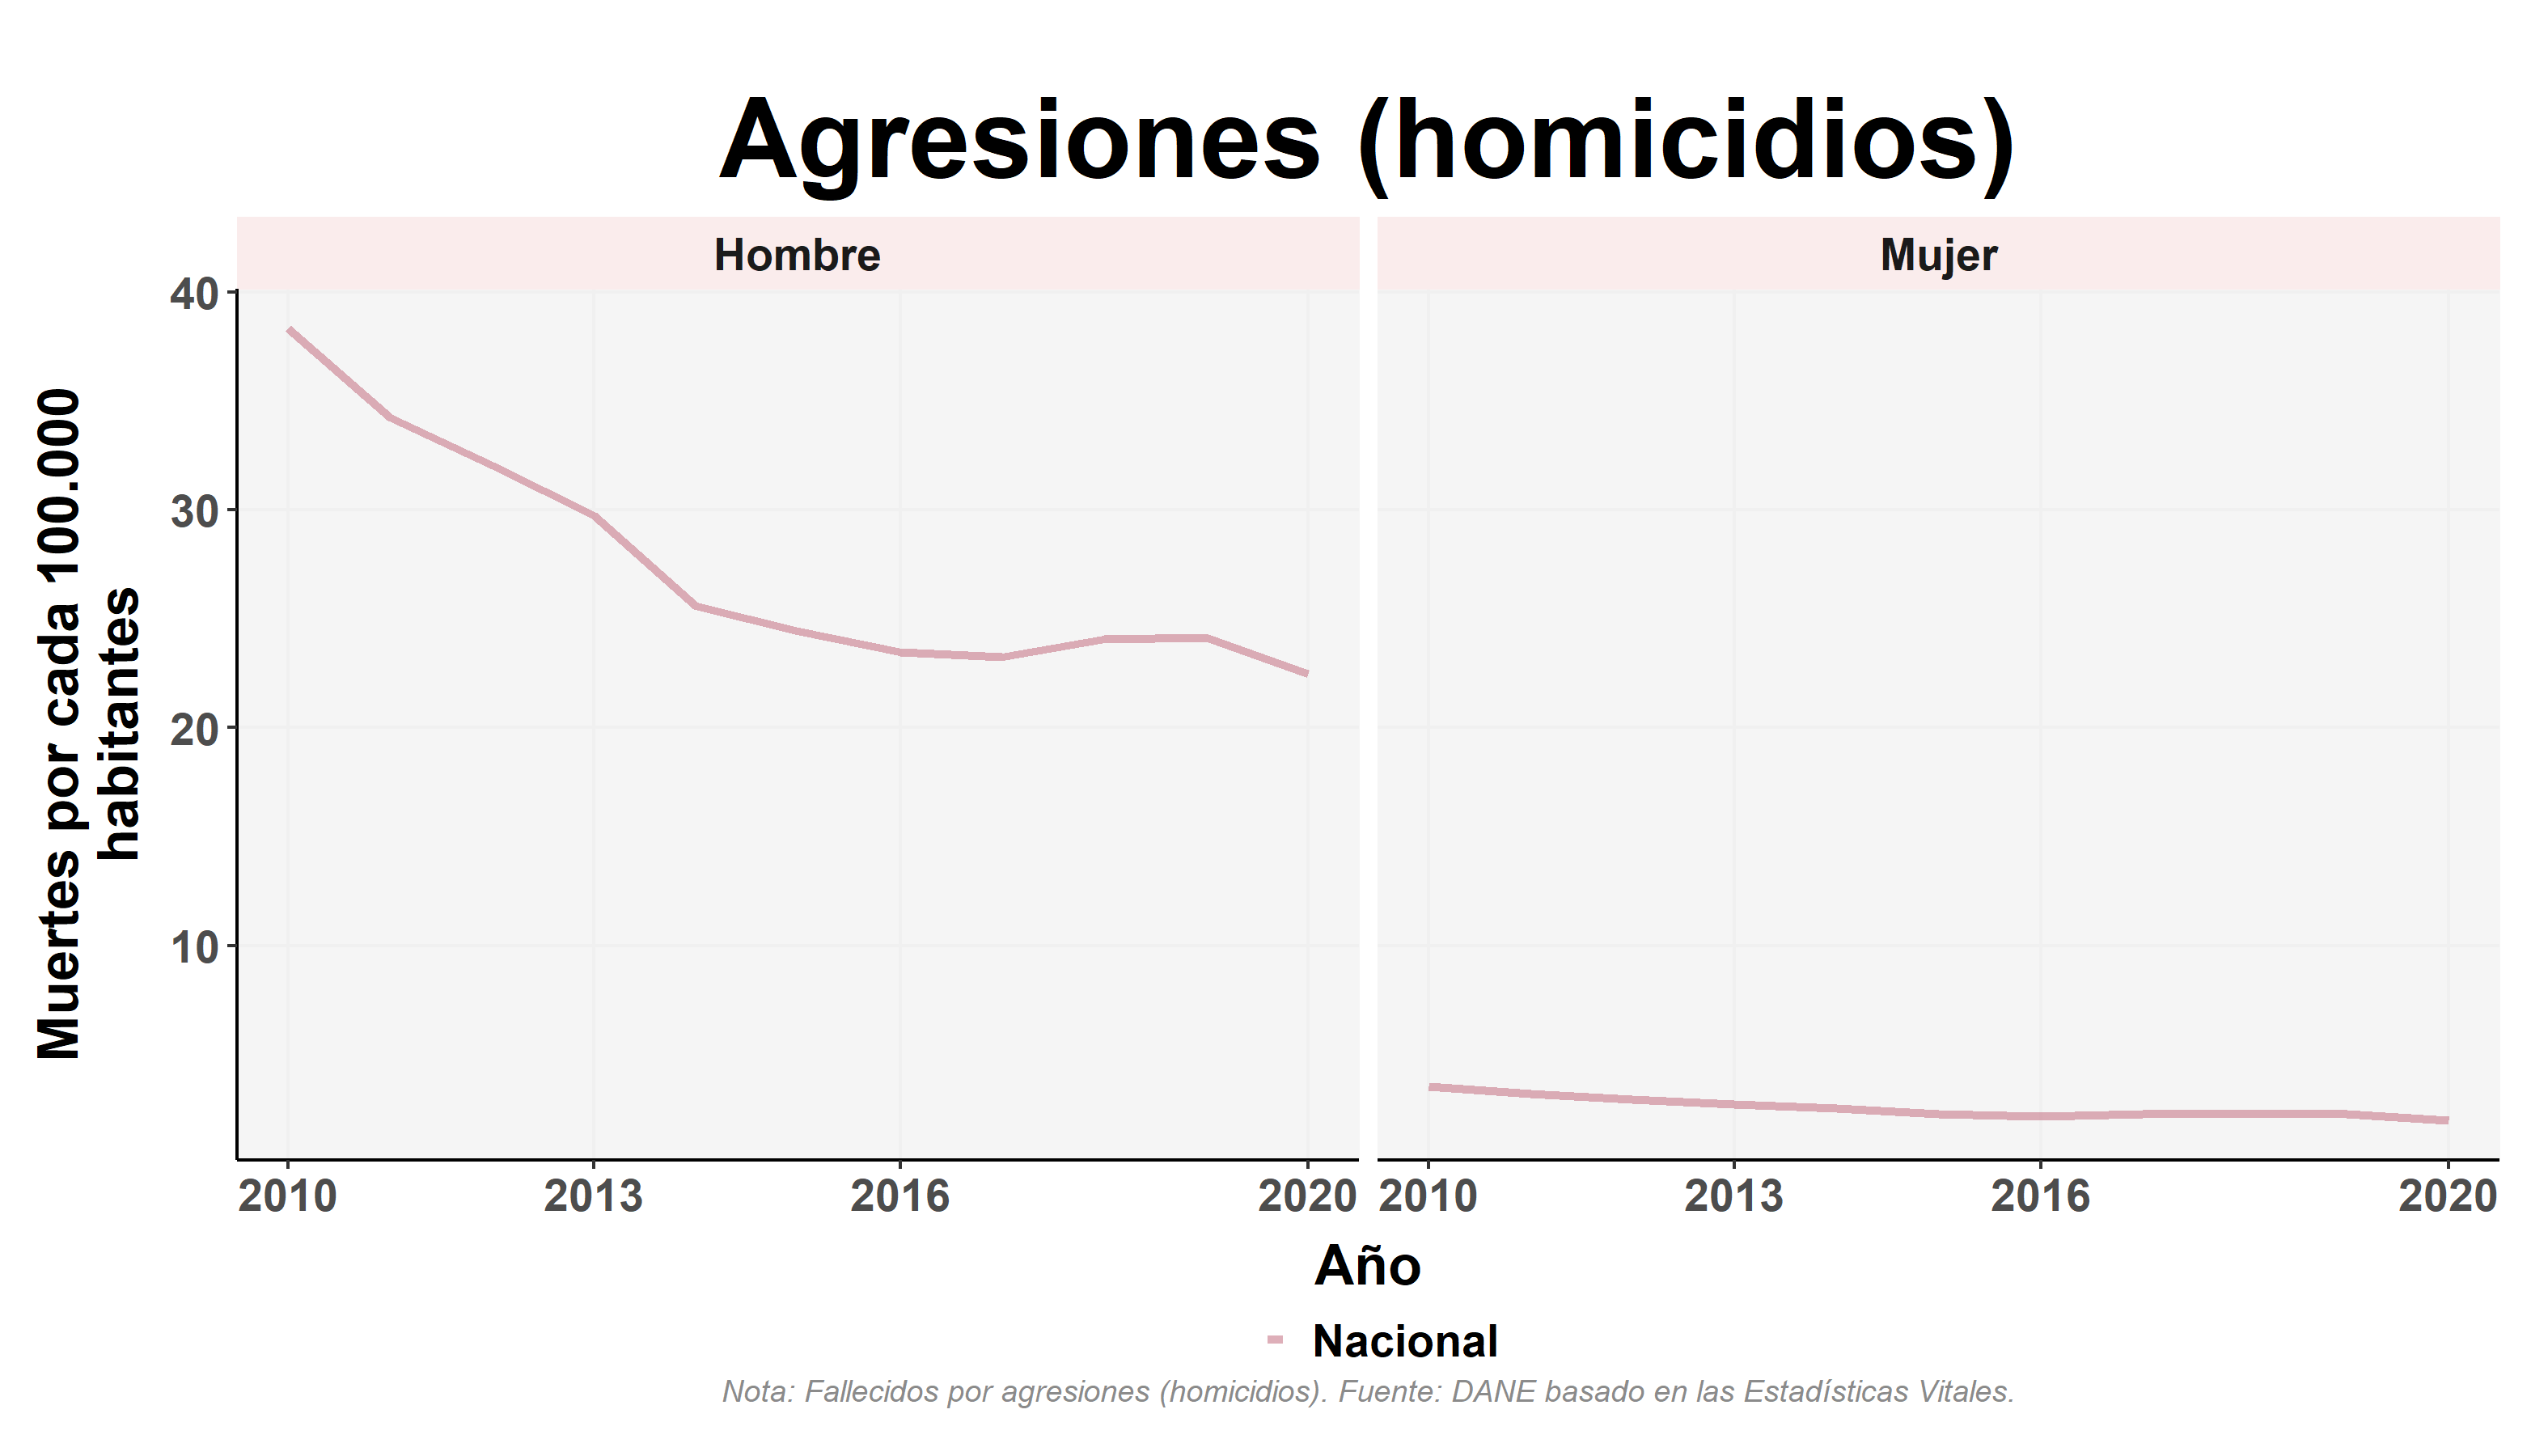 Agresiones (homicidios)
Hombre
Mujer
Muertes por cada 100.000
habitantes
40
30
20
10
2010 2013 2016 2020
2010 2013 2016 2020
Año
Nacional
Nota: Fallecidos por agresiones (homicidios). Fuente: DANE basado en las Estadísticas Vitales.